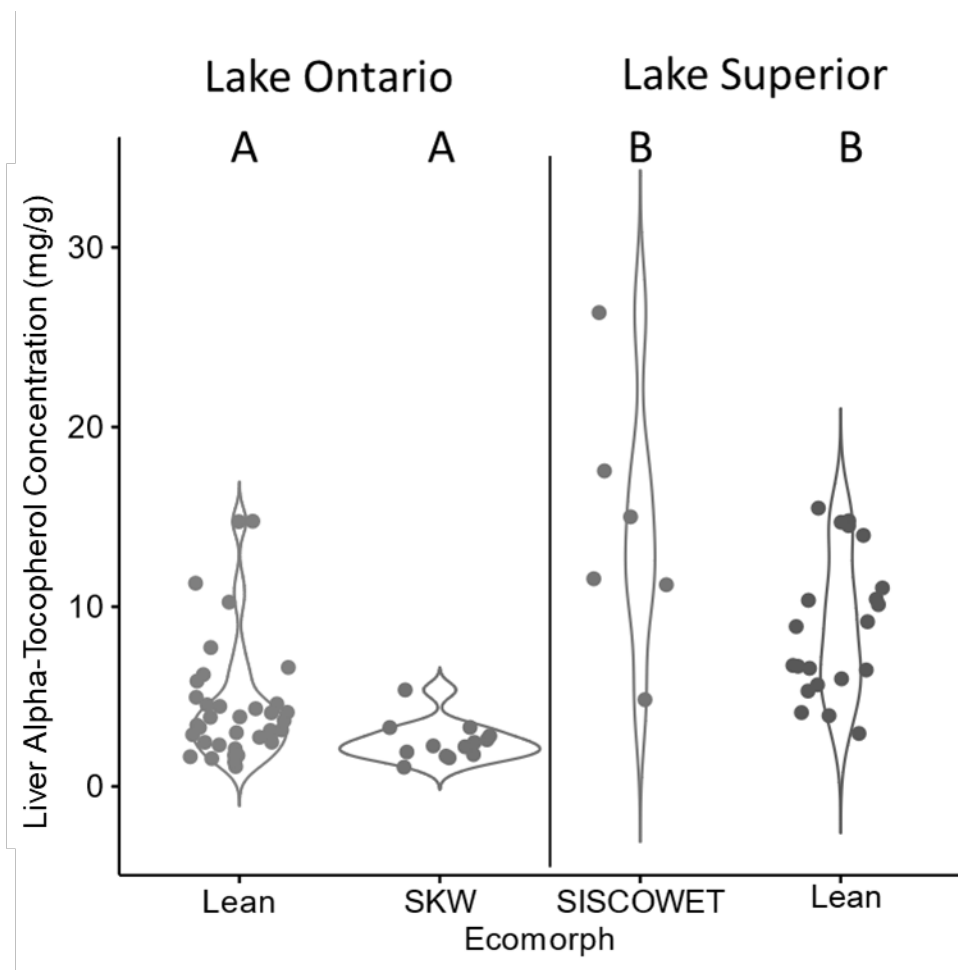 Lake Ontario
Lake Superior
A
A
B
B
Liver Alpha-Tocopherol Concentration (mg/g)
30
20
10
0
Lean
SKW
SISCOWET
Lean
Ecomorph